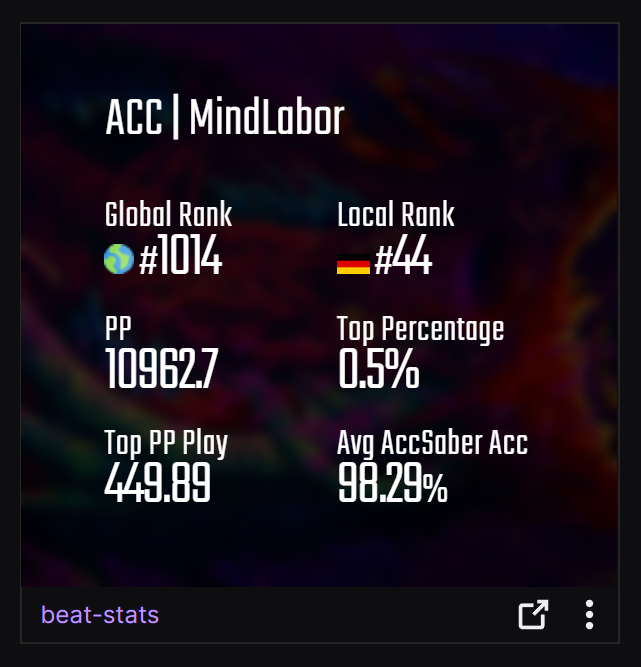 ACC | MindLabor
Global Rank
#1014
Local Rank
#44
PP
10962.7
Top Percentage
0.5%
Top PP Play
449.89
Avg AccSaber Acc
98.29%
beat-stats